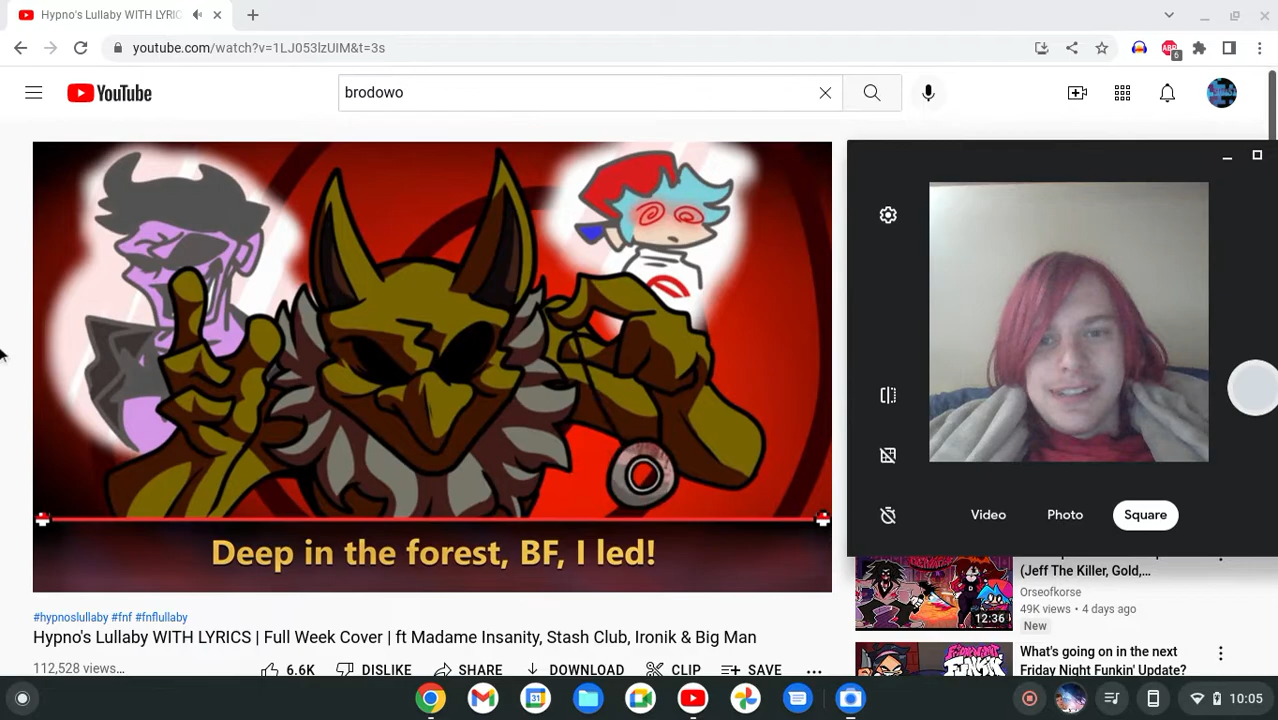 Hypno's Lullaby WITH LYRIC
youtube.com/watch?v=1LJ053lzUIM&t=3s
ABP
6
YouTube
brodowo
Deep in the forest, BF, I led!
Video
Photo
Square
#hypnoslullaby #fnf #fnflullaby
Hypno's Lullaby WITH LYRICS | Full Week Cover | ft Madame Insanity, Stash Club, Ironik & Big Man
112,528 views...
6.6K
DISLIKE
SHARE
DOWNLOAD
CLIP
SAVE
(Jeff The Killer, Gold,...
Orseofkorse
49K views • 4 days ago
New
12:36
What's going on in the next
Friday Night Funkin' Update?
31
10:05